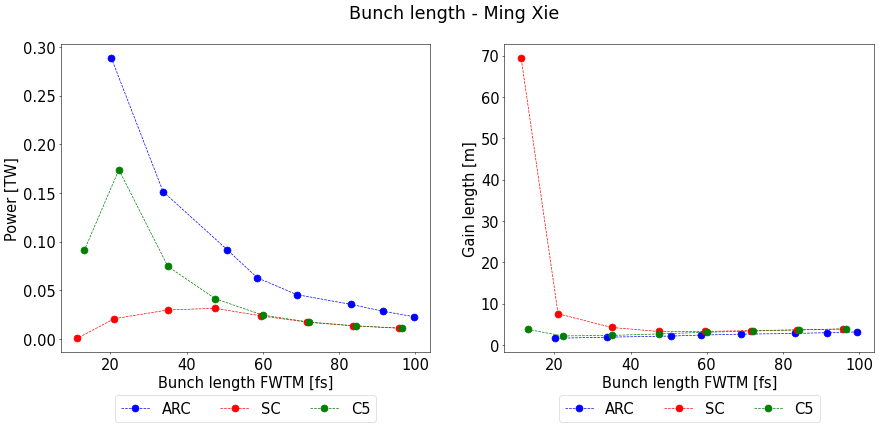 Bunch length - Ming Xie
Power [TW]
0.30
0.25
0.20
0.15
0.10
0.05
0.00
20 40 60 80 100
Bunch length FWTM [fs]
ARC SC C5
Gain length [m]
70
60
50
40
30
20
10
0
20 40 60 80 100
Bunch length FWTM [fs]
ARC SC C5